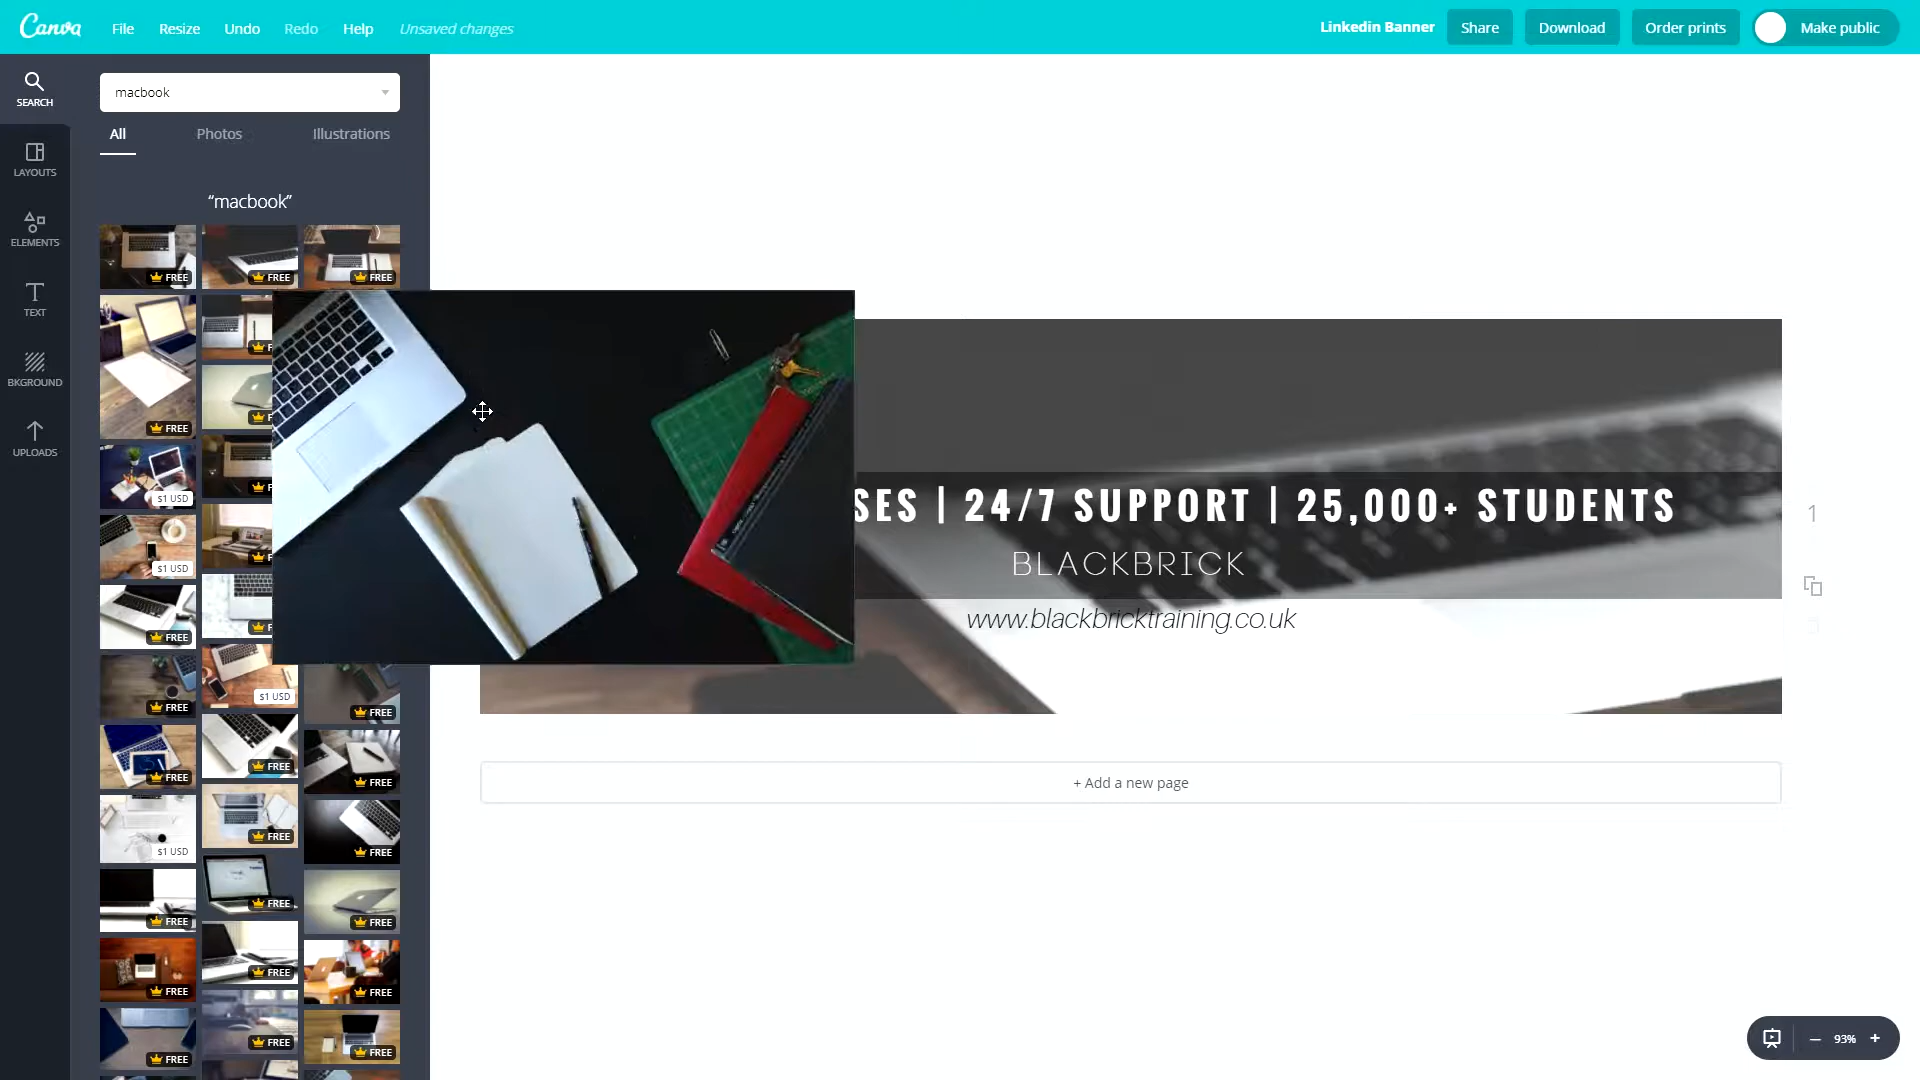 Canva File Resize Undo Redo Help Unsaved changes Linkedin Banner Share Download Order prints Make public
SEARCH
LAYOUTS
ELEMENTS
TEXT
BKGROUND
UPLOADS
macbook
All Photos Illustrations
“macbook”
FREE FREE FREE
FREE
$1 USD
$1 USD
FREE
$1 USD
FREE FREE
FREE FREE
FREE FREE
$1 USD FREE
FREE FREE
FREE FREE
FREE FREE
FREE FREE
24/7 SUPPORT | 25,000+ STUDENTS
BLACKBRICK
www.blackbricktraining.co.uk
1
+ Add a new page
– 93% +